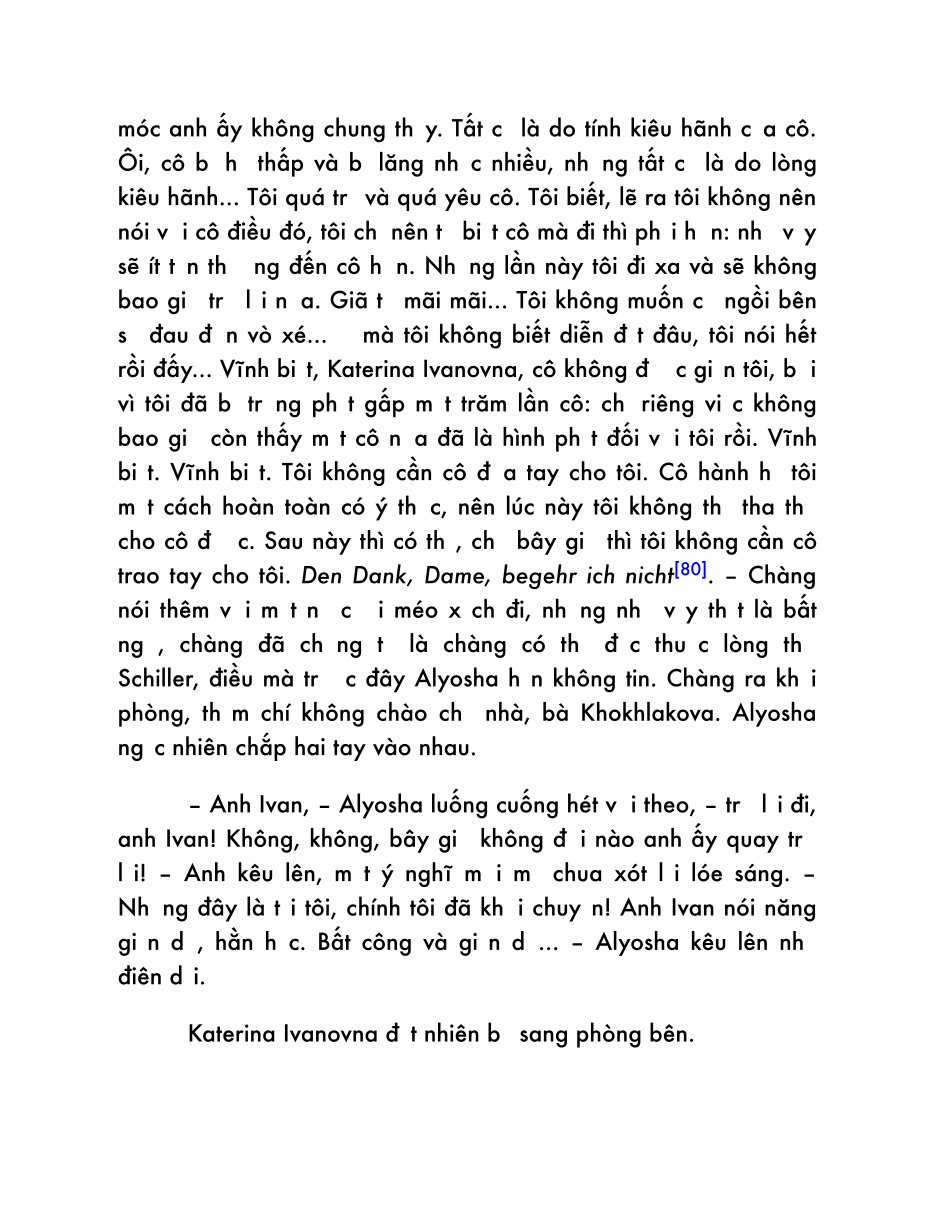 móc anh ấy không chung th y. Tất c là do tính kiêu hãnh c a cô.
Ôi, cô b h thấp và b lăng nh c nhiều, nh ng tất c là do lòng
kiêu hãnh... Tôi quá tr và quá yêu cô. Tôi biết, lẽ ra tôi không nên
nói v i cô điều đó, tôi ch nên t bi t cô mà đi thì ph i h n: nh v y
sẽ ít t n th ng đến cô h n. Nh ng lần này tôi đi xa và sẽ không
bao gi tr l i n a. Giã t mãi mãi... Tôi không muốn c ngồi bên
s đau đ n vò xé... mà tôi không biết diễn đ t đâu, tôi nói hết
rồi đấy... Vĩnh bi t, Katerina Ivanovna, cô không đ c gi n tôi, b i
vì tôi đã b tr ng ph t gấp m t trăm lần cô: ch riêng vi c không
bao gi còn thấy m t cô n a đã là hình ph t đối v i tôi rồi. Vĩnh
bi t. Vĩnh bi t. Tôi không cần cô đ a tay cho tôi. Cô hành h tôi
m t cách hoàn toàn có ý th c, nên lúc này tôi không th tha th
cho cô đ c. Sau này thì có th , ch bây gi thì tôi không cần cô
trao tay cho tôi. Den Dank, Dame, begehr ich nicht[80]. – Chàng
nói thêm v i m t n c i méo x ch đi, nh ng nh v y th t là bất
ng , chàng đã ch ng t là chàng có th đ c thu c lòng th
Schiller, điều mà tr c đây Alyosha h n không tin. Chàng ra kh i
phòng, th m chí không chào ch nhà, bà Khokhlakova. Alyosha
ng c nhiên chắp hai tay vào nhau.
– Anh Ivan, – Alyosha luống cuống hét v i theo, – tr l i đi,
anh Ivan! Không, không, bây gi không đ i nào anh ấy quay tr
l i! – Anh kêu lên, m t ý nghĩ m i m chua xót l i lóe sáng. –
Nh ng đây là t i tôi, chính tôi đã kh i chuy n! Anh Ivan nói năng
gi n d , hằn h c. Bất công và gi n d ... – Alyosha kêu lên nh
điên d i.
Katerina Ivanovna đ t nhiên b sang phòng bên.